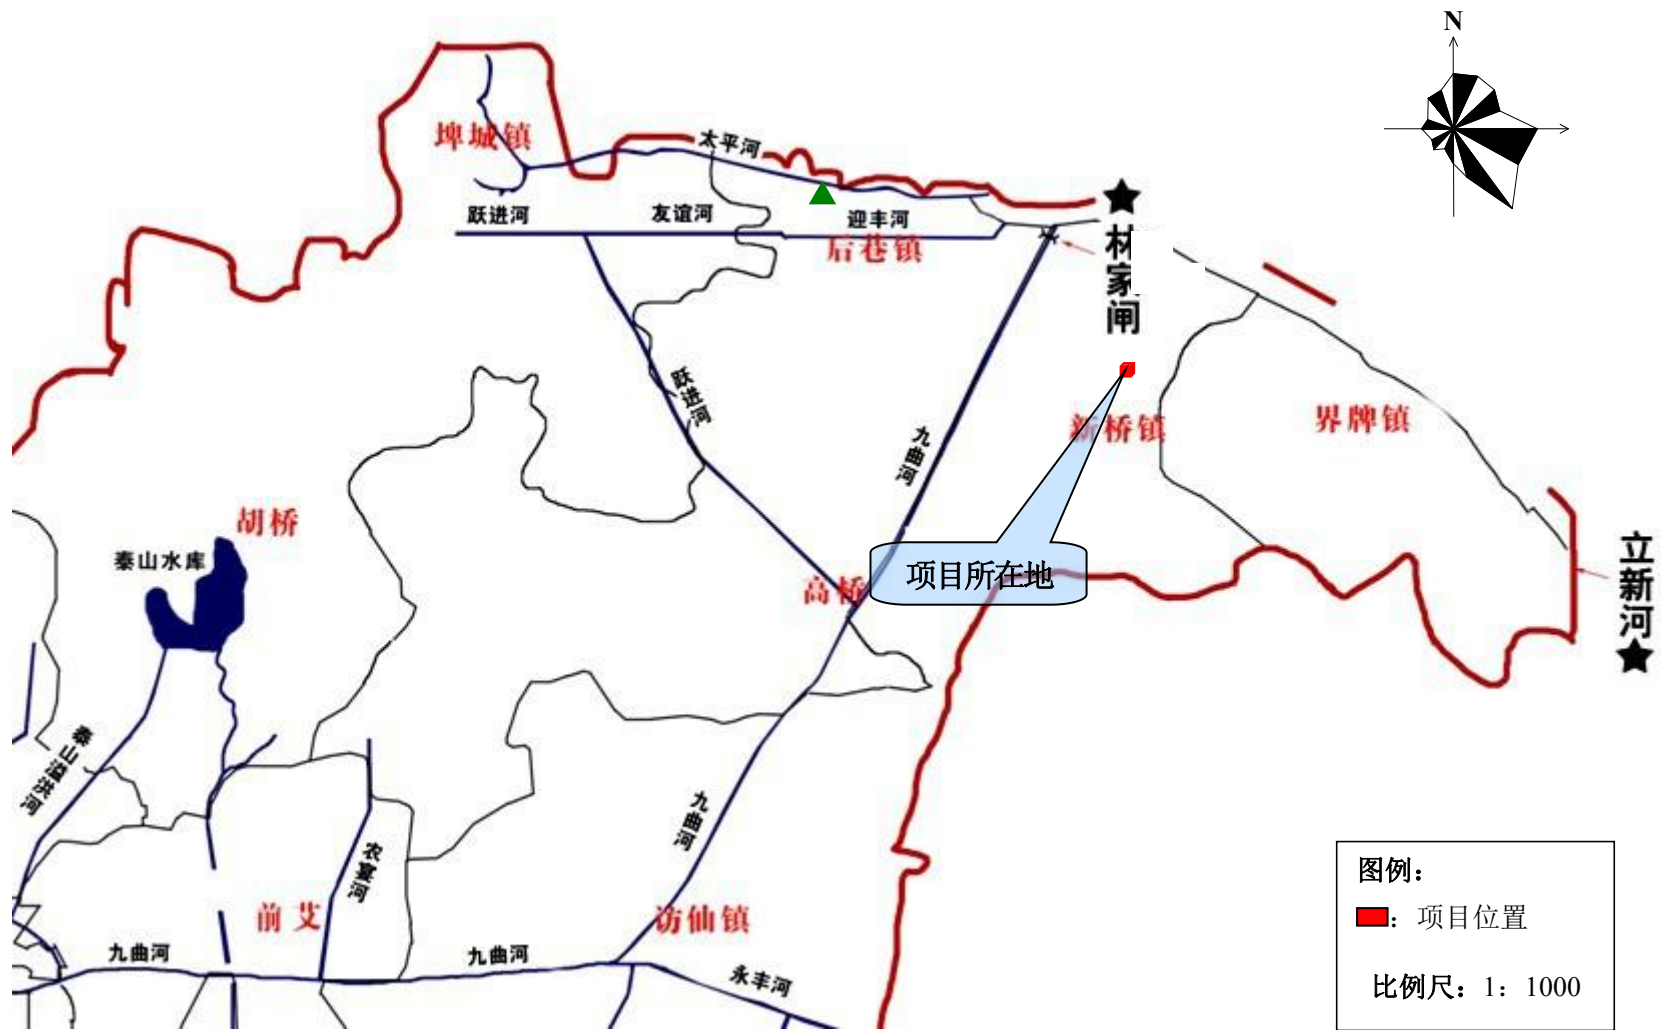 N
埤城镇
太平河
跃进河
友谊河
迎丰河
后巷镇
林家闸
跃进河
九曲河
新桥镇
界牌镇
胡桥
泰山水库
高桥
项目所在地
立新河
泰山溢洪河
九曲河
农宴河
前艾
访仙镇
九曲河
九曲河
永丰河
图例：
：项目位置
比例尺：1：1000